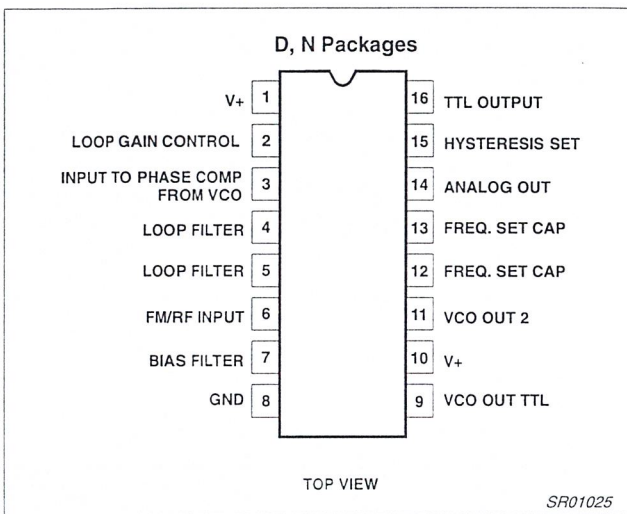 D, N Packages
V+ 1
LOOP GAIN CONTROL 2
INPUT TO PHASE COMP
FROM VCO 3
LOOP FILTER 4
LOOP FILTER 5
FM/RF INPUT 6
BIAS FILTER 7
GND 8
16 TTL OUTPUT
15 HYSTERESIS SET
14 ANALOG OUT
13 FREQ. SET CAP
12 FREQ. SET CAP
11 VCO OUT 2
10 V+
9 VCO OUT TTL
TOP VIEW
SR01025